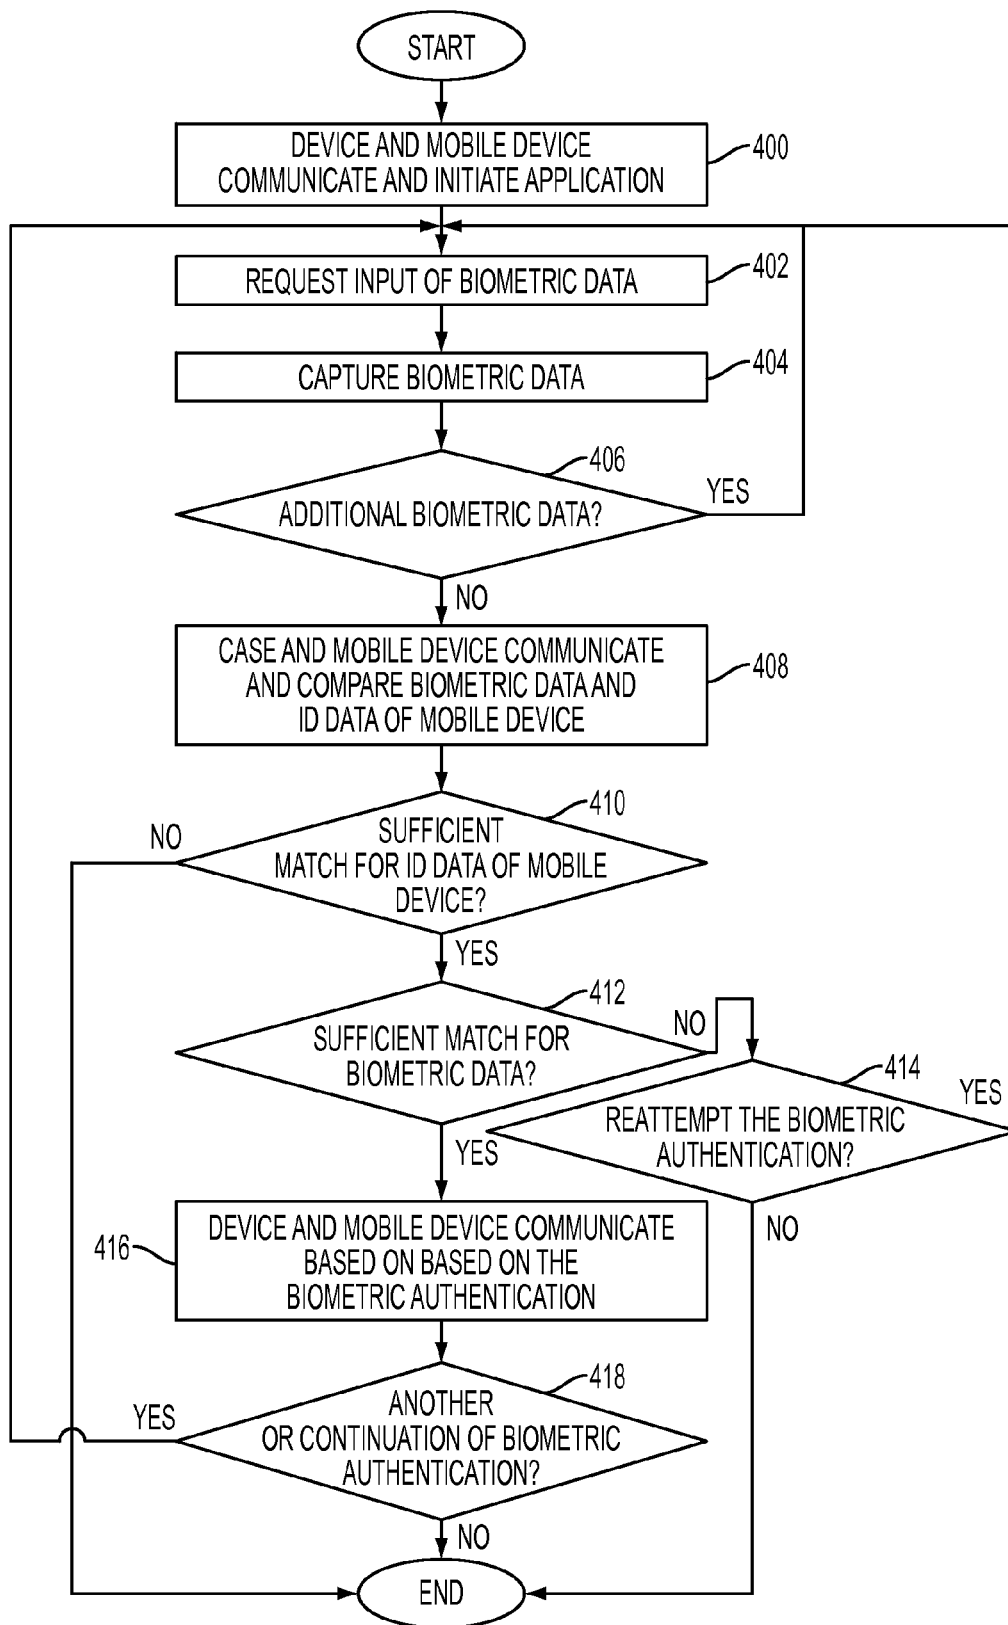 START
DEVICE AND MOBILE DEVICE
COMMUNICATE AND INITIATE APPLICATION
400
REQUEST INPUT OF BIOMETRIC DATA
402
CAPTURE BIOMETRIC DATA
404
406
ADDITIONAL BIOMETRIC DATA?
YES
NO
CASE AND MOBILE DEVICE COMMUNICATE
AND COMPARE BIOMETRIC DATA AND
ID DATA OF MOBILE DEVICE
408
410
NO
SUFFICIENT
MATCH FOR ID DATA OF MOBILE
DEVICE?
YES
412
SUFFICIENT MATCH FOR
BIOMETRIC DATA?
NO
414
YES
REATTEMPT THE BIOMETRIC
AUTHENTICATION?
YES
NO
416
DEVICE AND MOBILE DEVICE COMMUNICATE
BASED ON BASED ON THE
BIOMETRIC AUTHENTICATION
418
YES
ANOTHER
OR CONTINUATION OF BIOMETRIC
AUTHENTICATION?
NO
END